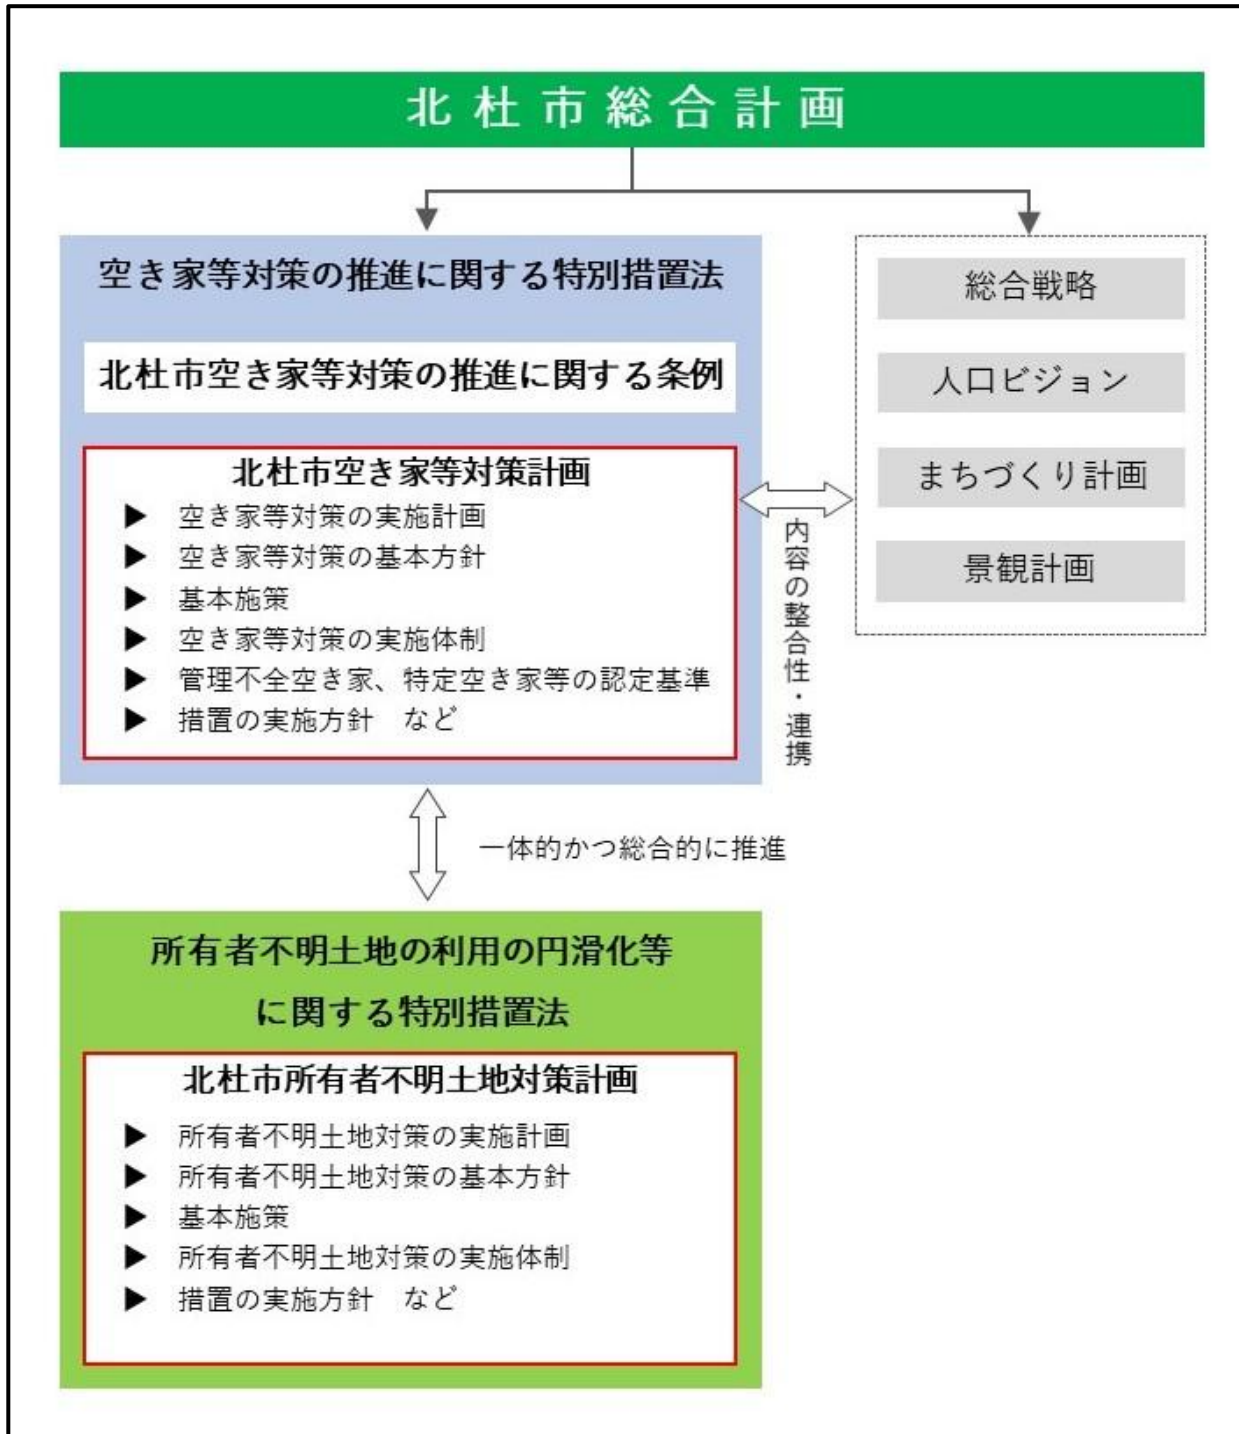 北杜市総合計画
空き家等対策の推進に関する特別措置法
北杜市空き家等対策の推進に関する条例
北杜市空き家等対策計画
▶ 空き家等対策の実施計画
▶ 空き家等対策の基本方針
▶ 基本施策
▶ 空き家等対策の実施体制
▶ 管理不全空き家、特定空き家等の認定基準
▶ 措置の実施方針　など
内容の整合性・連携
総合戦略
人口ビジョン
まちづくり計画
景観計画
一体的かつ総合的に推進
所有者不明土地の利用の円滑化等
に関する特別措置法
北杜市所有者不明土地対策計画
▶ 所有者不明土地対策の実施計画
▶ 所有者不明土地対策の基本方針
▶ 基本施策
▶ 所有者不明土地対策の実施体制
▶ 措置の実施方針　など